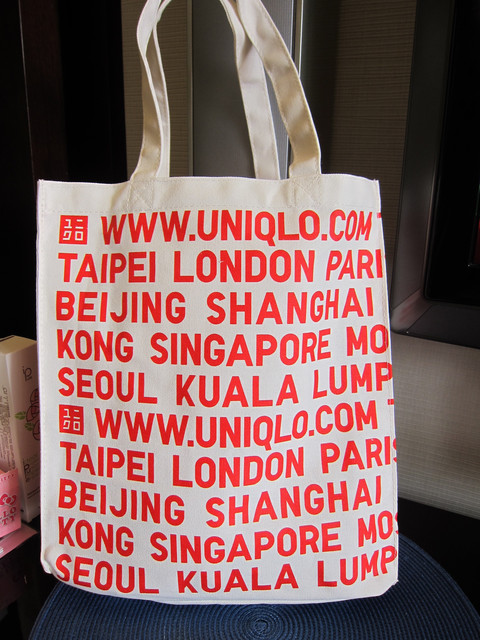 WWW.UNIQLO.COM
TAIPEI LONDON PARI
BEIJING SHANGHAI
KONG SINGAPORE MO
SEOUL KUALA LUMP
WWW.UNIQLO.COM
TAIPEI LONDON PARIS
BEIJING SHANGHAI
KONG SINGAPORE MOS
SEOUL KUALA LUMP